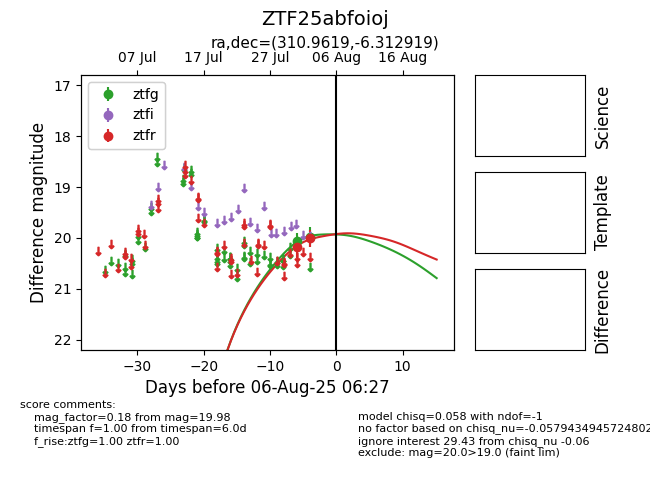 ZTF25abfoioj
ra,dec=(310.9619,-6.312919)
07 Jul 17 Jul 27 Jul 06 Aug 16 Aug
ztfg
ztfi
ztfr
17
18
19
20
21
22
Difference magnitude
−30 −20 −10 0 10
Days before 06-Aug-25 06:27
Science
Template
Difference
score comments:
mag_factor=0.18 from mag=19.98
timespan f=1.00 from timespan=6.0d
f_rise:ztfg=1.00 ztfr=1.00
model chisq=0.058 with ndof=-1
no factor based on chisq_nu=-0.0579434945724802
ignore interest 29.43 from chisq_nu -0.06
exclude: mag=20.0>19.0 (faint lim)